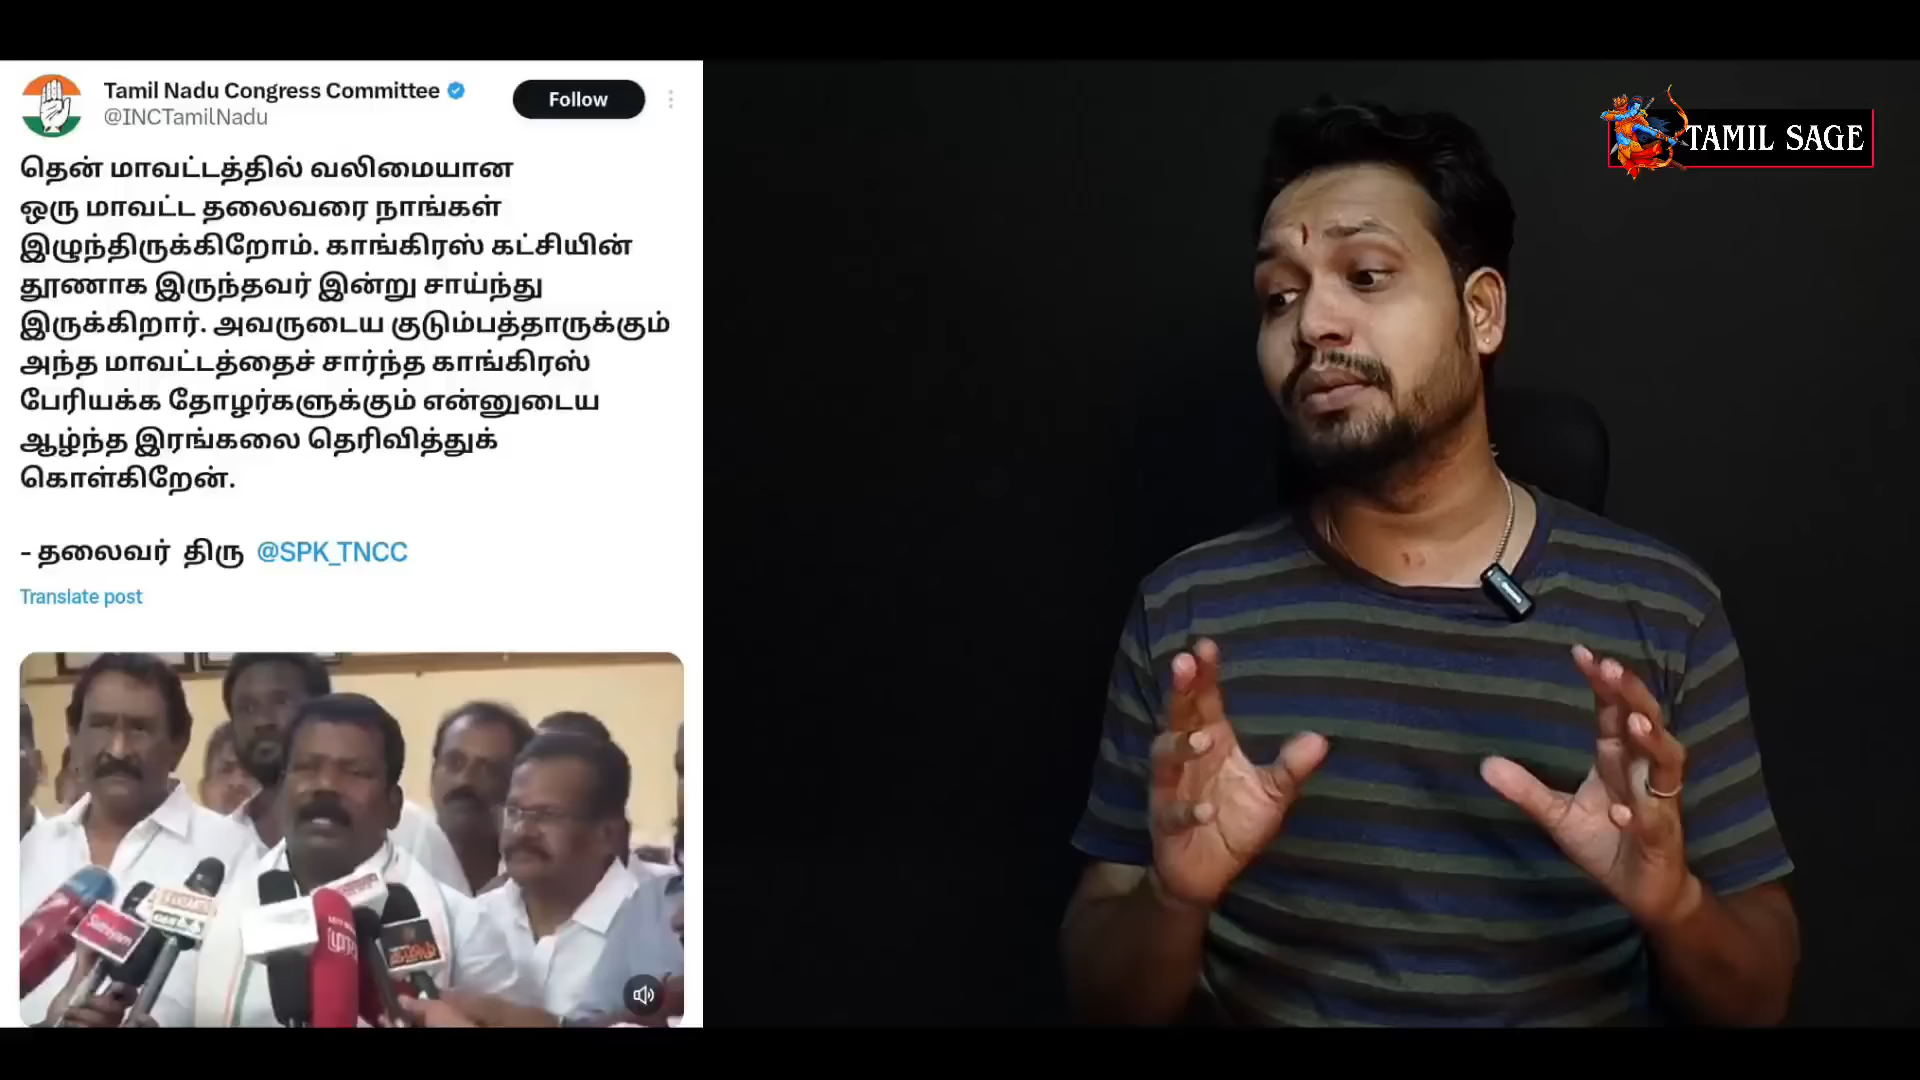 Tamil Nadu Congress Committee
@INCTamilNadu
Follow
தென் மாவட்டத்தில் வலிமையான
ஒரு மாவட்ட தலைவரை நாங்கள்
இழுந்திருக்கிறோம். காங்கிரஸ் கட்சியின்
தூணாக இருந்தவர் இன்று சாய்ந்து
இருக்கிறார். அவருடைய குடும்பத்தாருக்கும்
அந்த மாவட்டத்தைச் சார்ந்த காங்கிரஸ்
பேரியக்க தோழர்களுக்கும் என்னுடைய
ஆழ்ந்த இரங்கலை தெரிவித்துக்
கொள்கிறேன்.
- தலைவர் திரு @SPK_TNCC
Translate post
Sathiyam
TAMIL SAGE